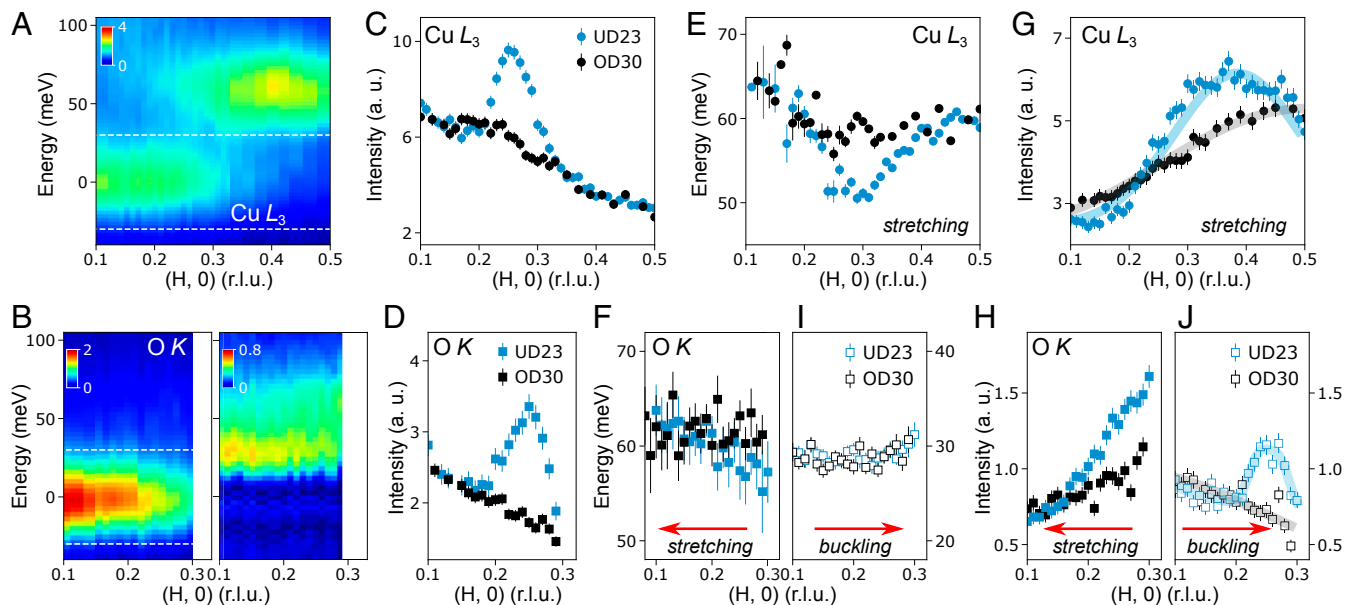 A
100
50
0
Energy (meV)
4
0
Cu L3
0.1 0.2 0.3 0.4 0.5
(H, 0) (r.l.u.)
C
Cu L3
UD23
OD30
10
6
2
Intensity (a. u.)
0.1 0.2 0.3 0.4 0.5
(H, 0) (r.l.u.)
E
Cu L3
70
60
50
Energy (meV)
stretching
0.1 0.2 0.3 0.4 0.5
(H, 0) (r.l.u.)
G
Cu L3
7
5
3
Intensity (a. u.)
stretching
0.1 0.2 0.3 0.4 0.5
(H, 0) (r.l.u.)
B
O K
100
50
0
Energy (meV)
2
0
0.8
0
0.1 0.2 0.3 0.1 0.2 0.3
(H, 0) (r.l.u.)
D
O K
UD23
OD30
4
3
2
Intensity (a. u.)
0.1 0.2 0.3
(H, 0) (r.l.u.)
F
O K
70
60
50
Energy (meV)
stretching
0.1 0.2 0.3
I
UD23
OD30
40
30
20
buckling
0.1 0.2 0.3
(H, 0) (r.l.u.)
H
O K
1.5
1.0
0.5
Intensity (a. u.)
stretching
0.1 0.2 0.3
J
UD23
OD30
1.5
1.0
0.5
buckling
0.1 0.2 0.3
(H, 0) (r.l.u.)